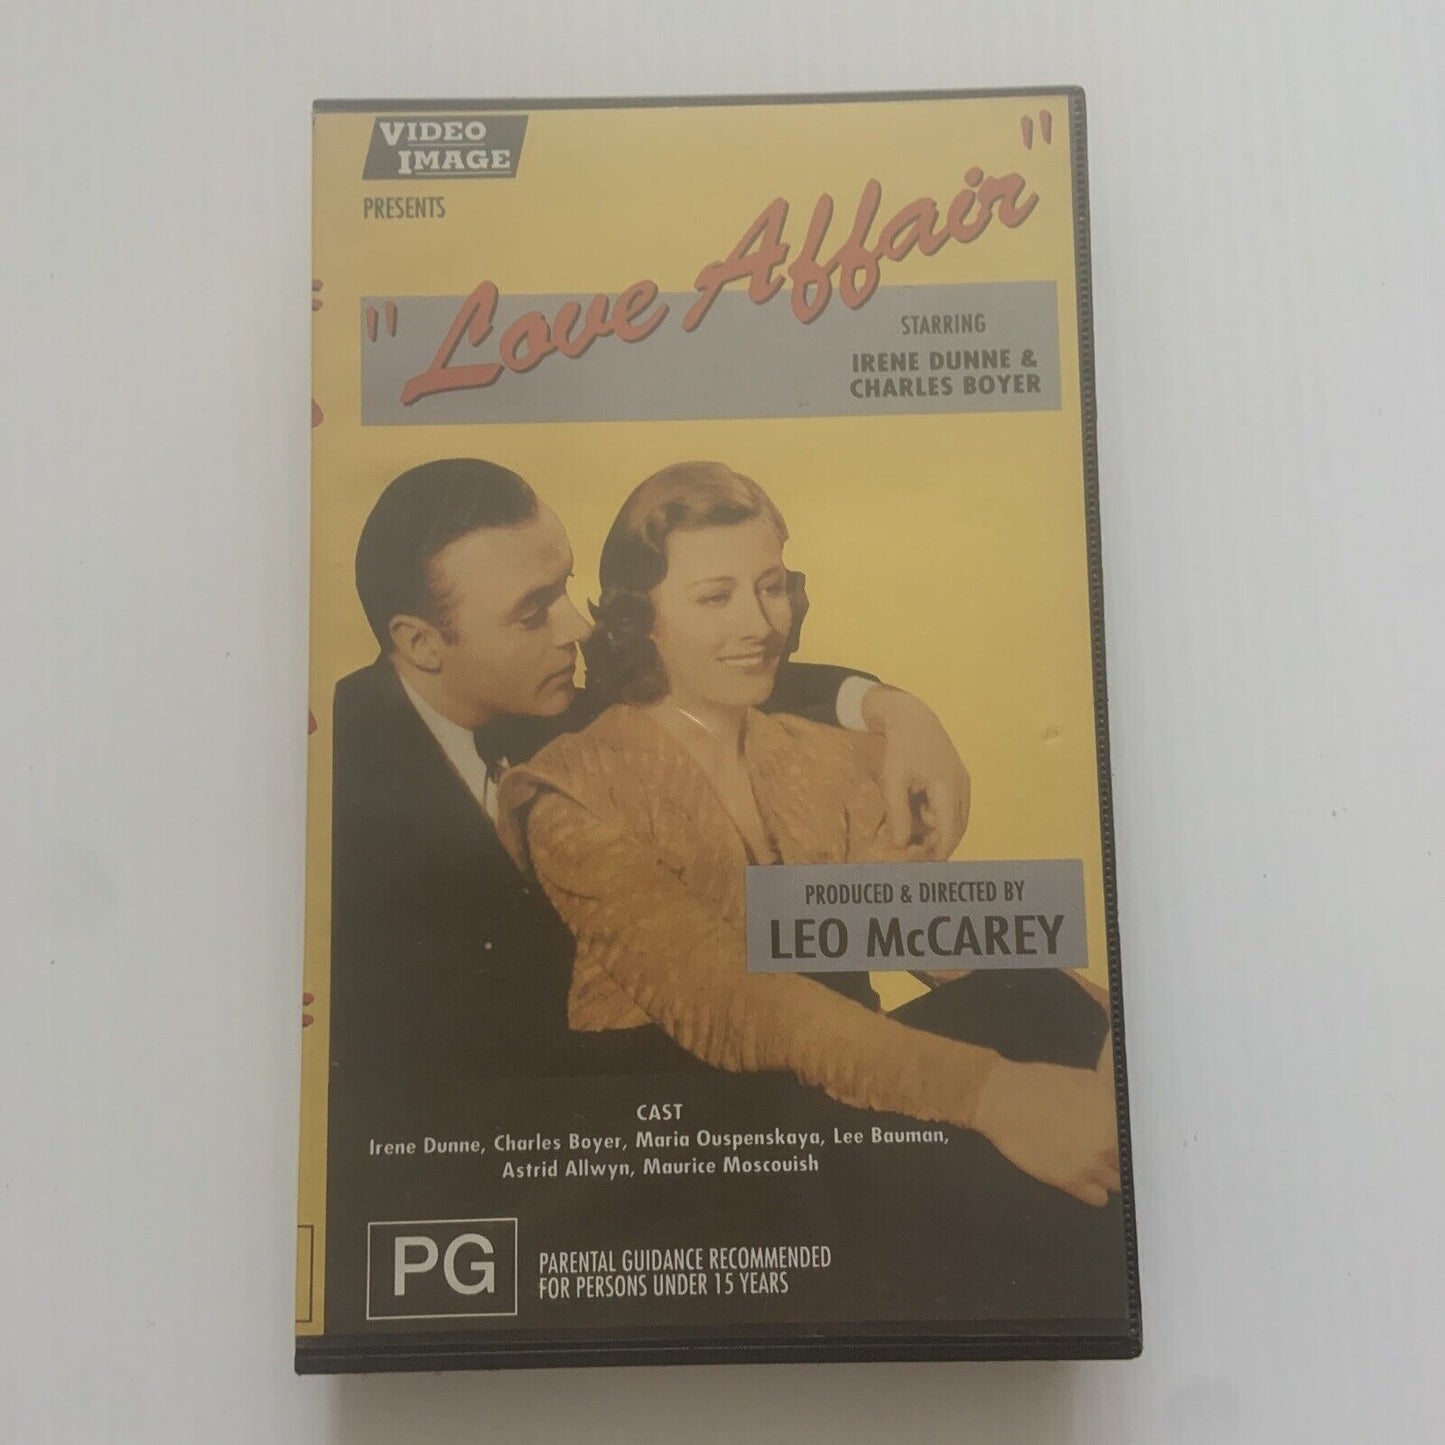 VIDEO
IMAGE
PRESENTS
"Love Affair"
STARRING
IRENE DUNNE &
CHARLES BOYER
PRODUCED & DIRECTED BY
LEO McCAREY
CAST
Irene Dunne, Charles Boyer, Maria Ouspenskaya, Lee Bauman,
Astrid Allwyn, Maurice Moscouish
PG
PARENTAL GUIDANCE RECOMMENDED
FOR PERSONS UNDER 15 YEARS